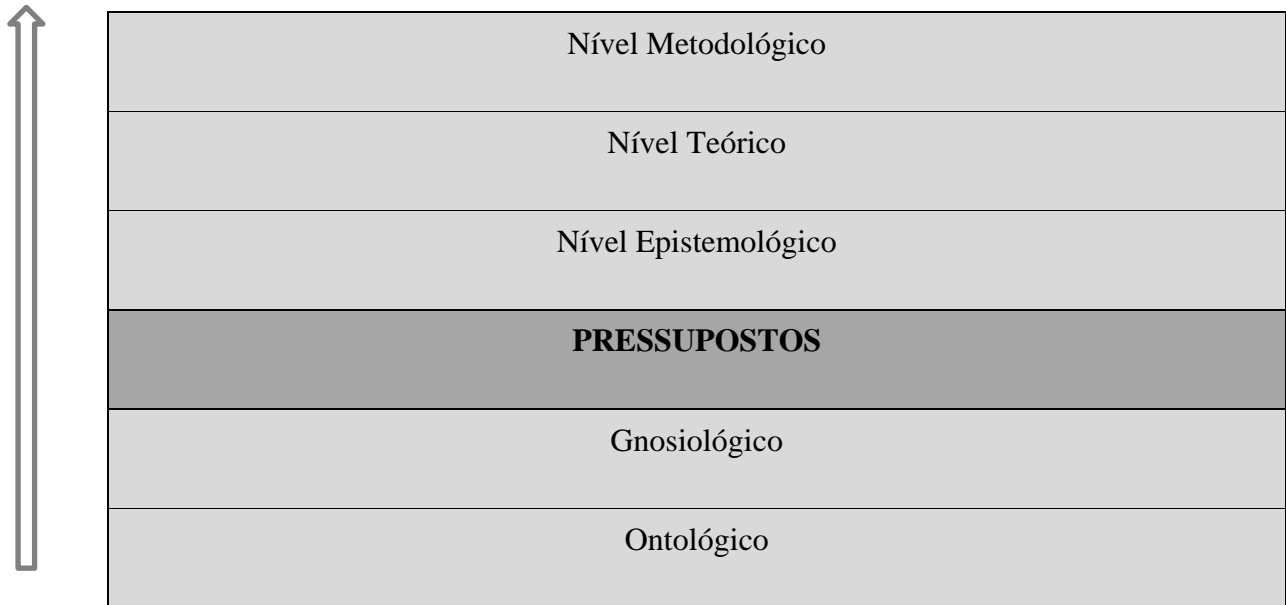 Nível Metodológico
Nível Teórico
Nível Epistemológico
PRESSUPOSTOS
Gnosiológico
Ontológico